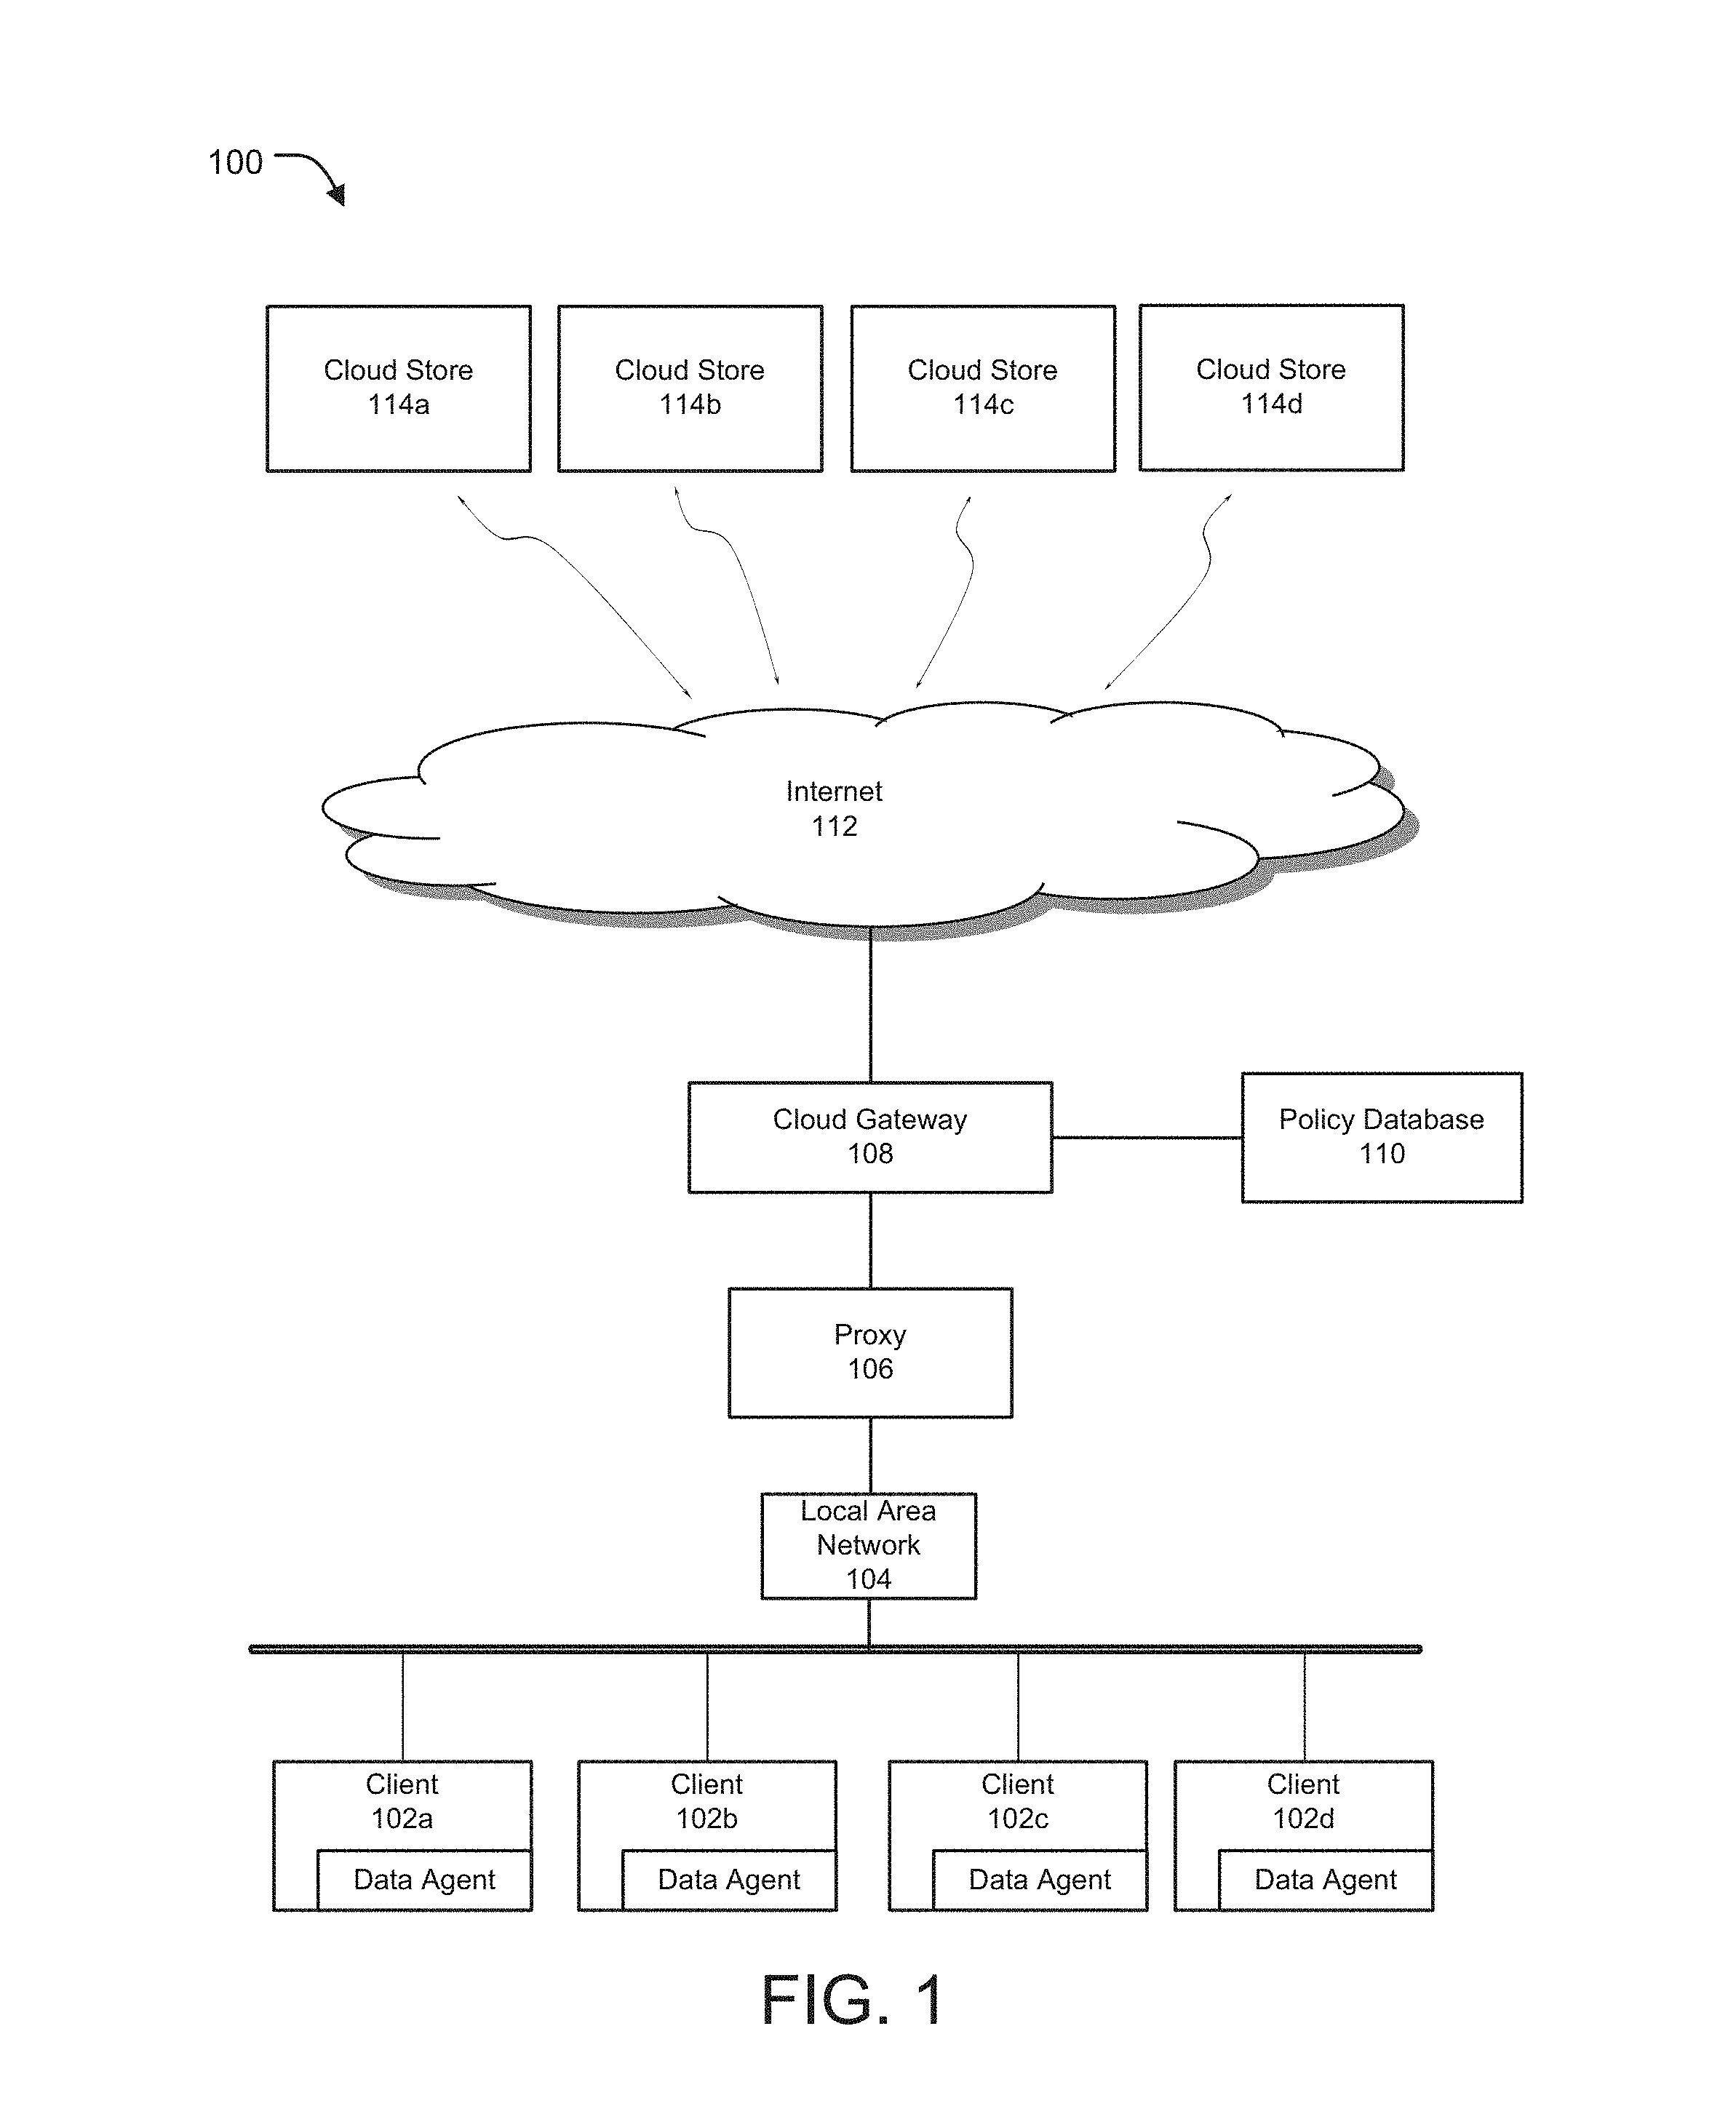 100
Cloud Store
114a
Cloud Store
114b
Cloud Store
114c
Cloud Store
114d
Internet
112
Cloud Gateway
108
Policy Database
110
Proxy
106
Local Area
Network
104
Client
102a
Data Agent
Client
102b
Data Agent
Client
102c
Data Agent
Client
102d
Data Agent
FIG. 1